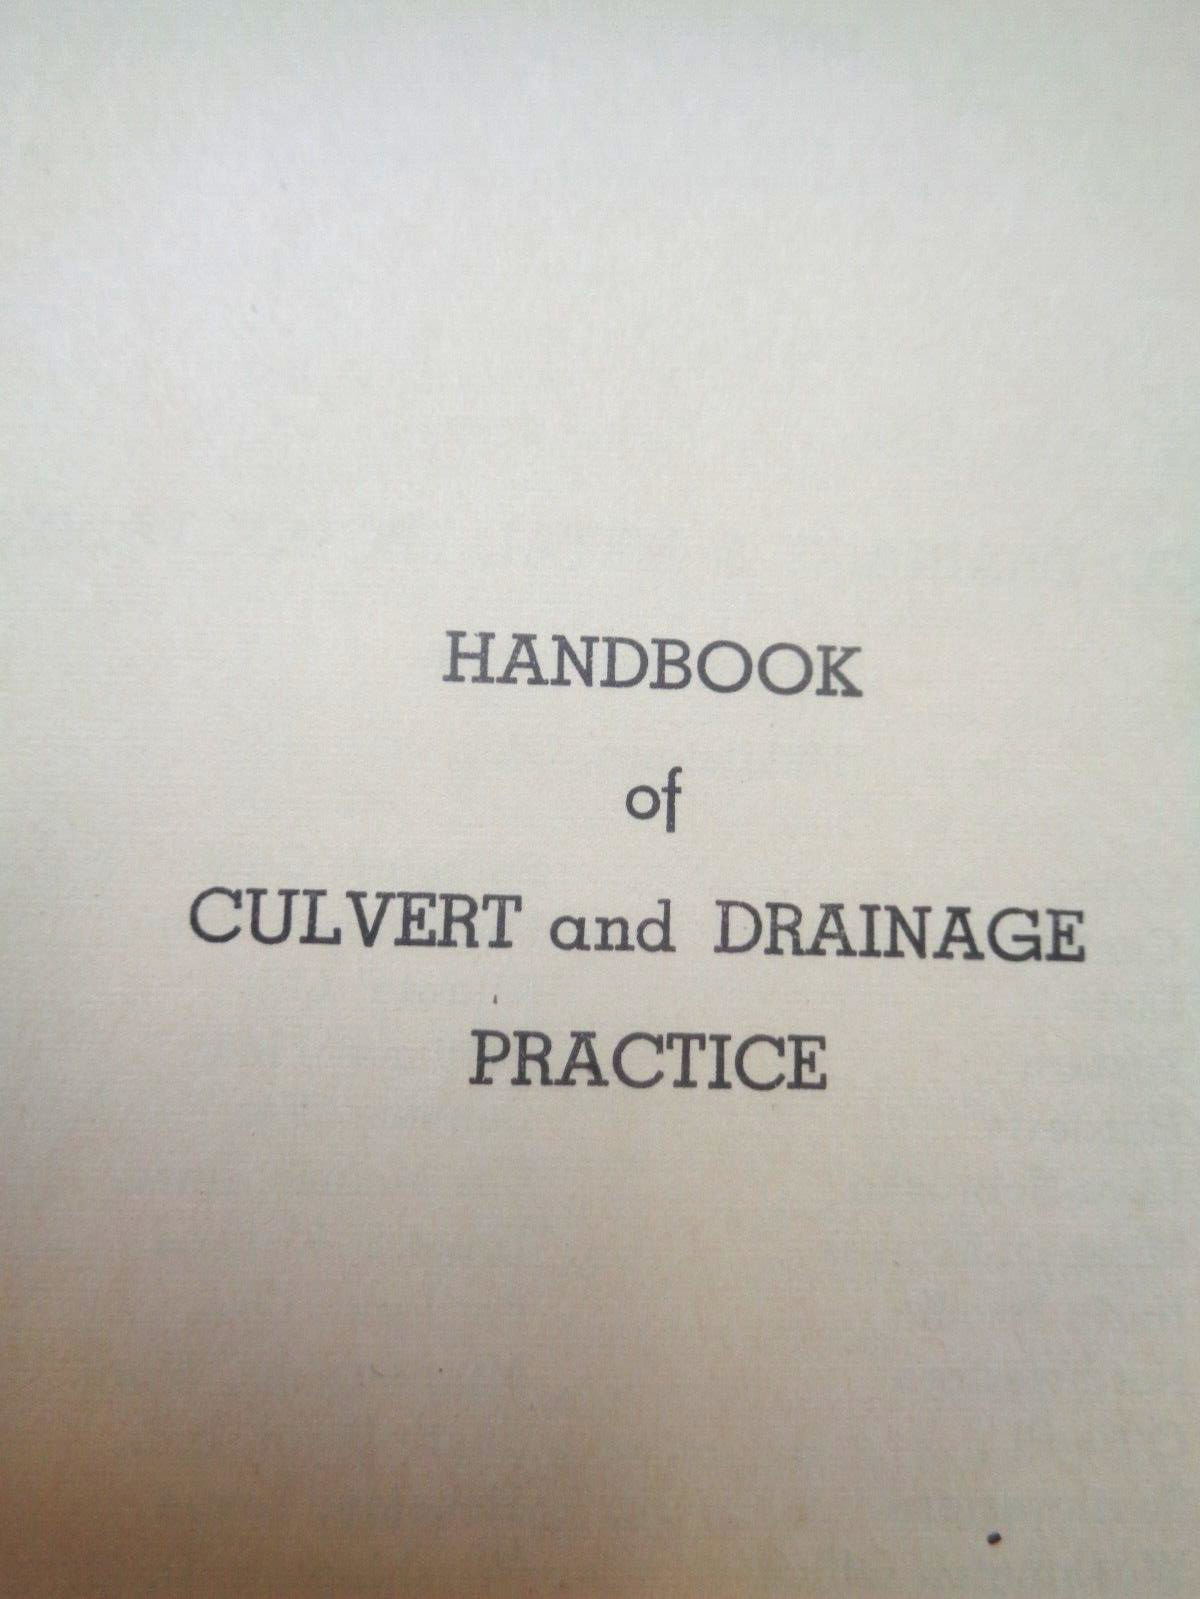 HANDBOOK
of
CULVERT and DRAINAGE
PRACTICE